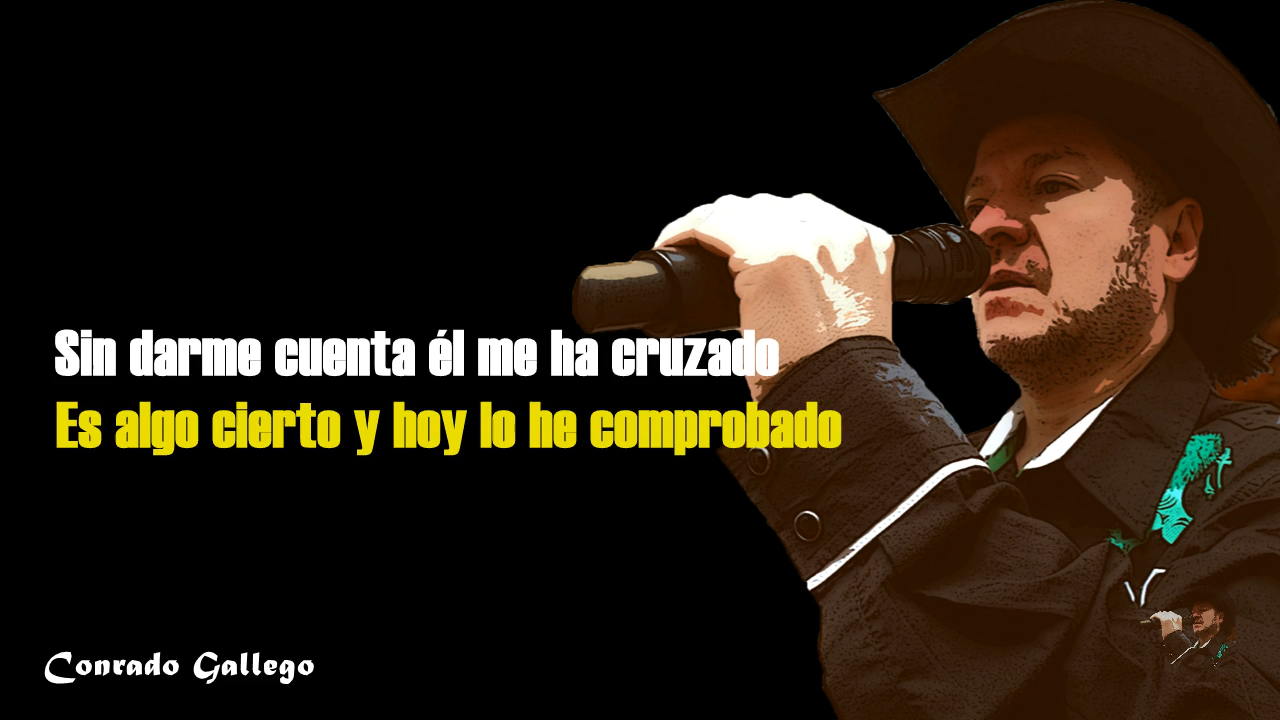 Sin darme cuenta él me ha cruzado
Es algo cierto y hoy lo he comprobado
Conrado Gallego